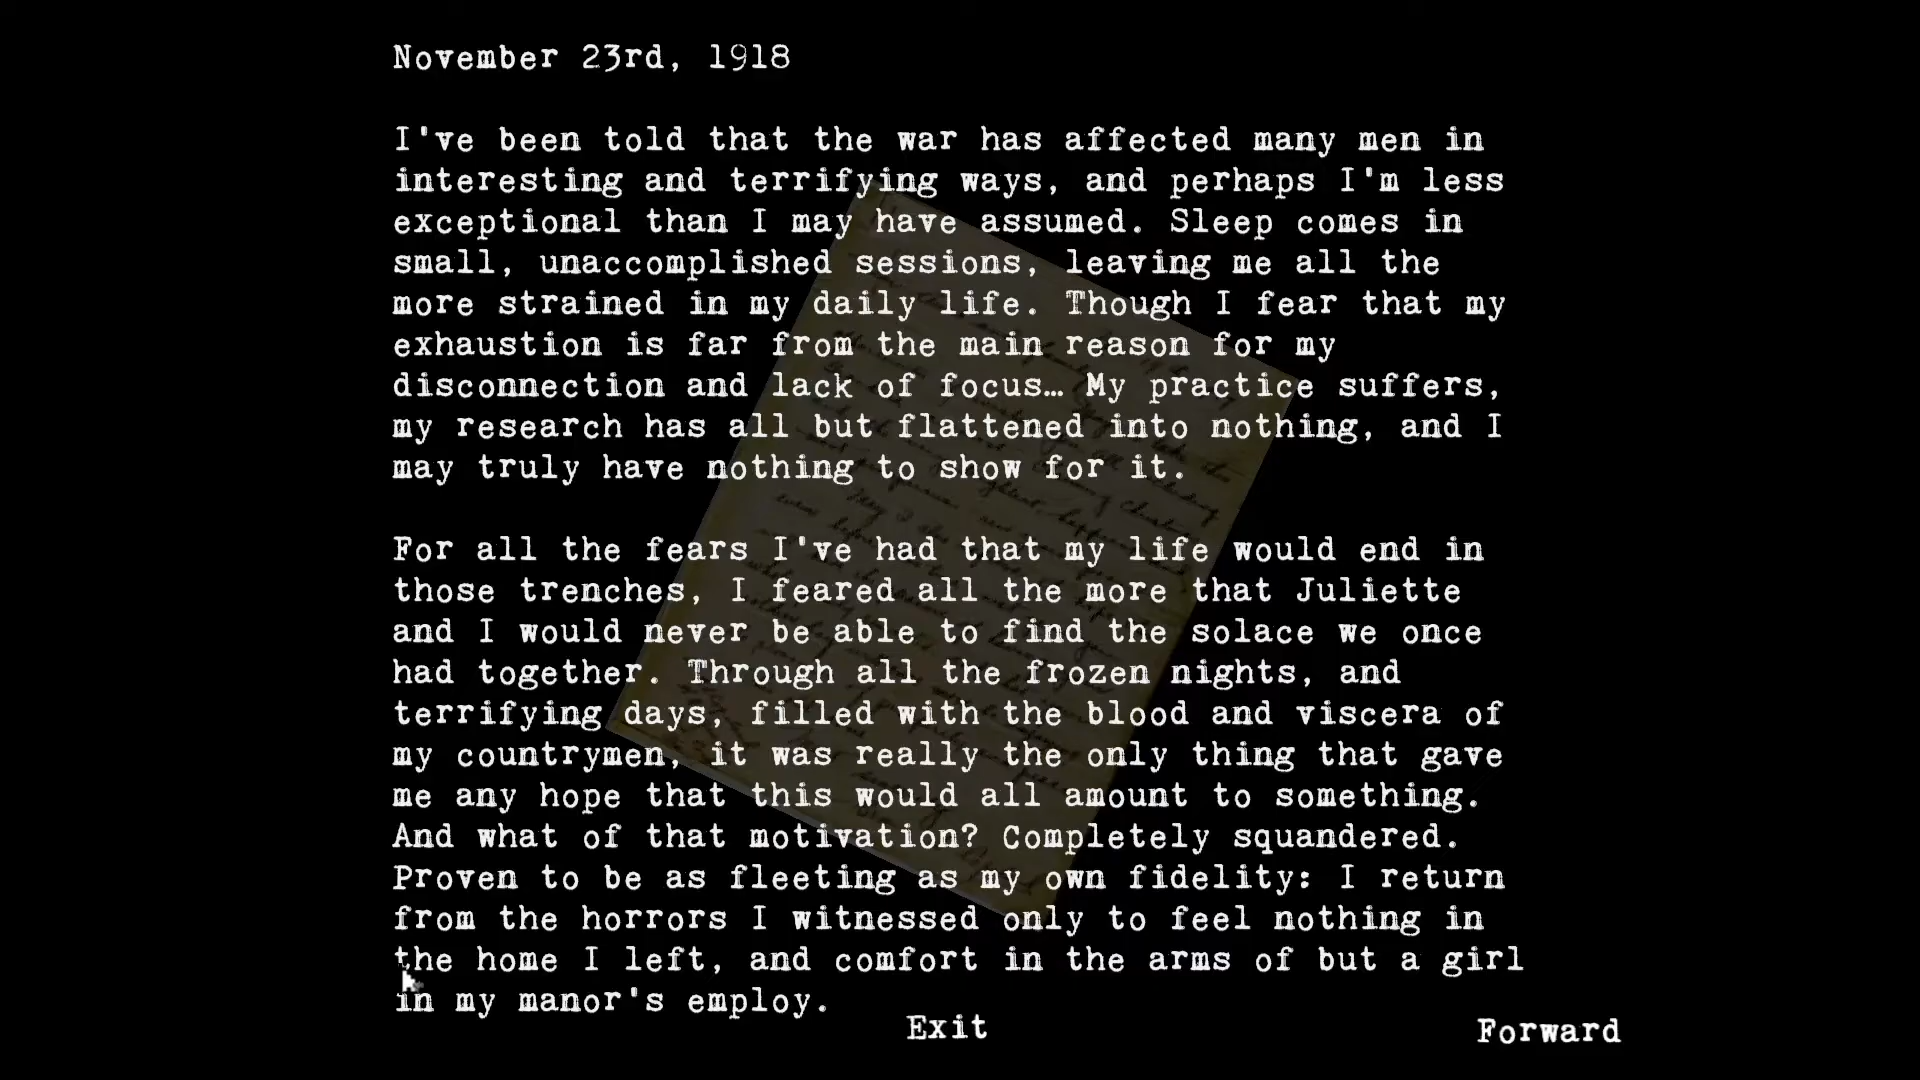 November 23rd, 1918
I've been told that the war has affected many men in
interesting and terrifying ways, and perhaps I'm less
exceptional than I may have assumed. Sleep comes in
small, unaccomplished sessions, leaving me all the
more strained in my daily life. Though I fear that my
exhaustion is far from the main reason for my
disconnection and lack of focus… My practice suffers,
my research has all but flattened into nothing, and I
may truly have nothing to show for it.
For all the fears I've had that my life would end in
those trenches, I feared all the more that Juliette
and I would never be able to find the solace we once
had together. Through all the frozen nights, and
terrifying days, filled with the blood and viscera of
my countrymen, it was really the only thing that gave
me any hope that this would all amount to something.
And what of that motivation? Completely squandered.
Proven to be as fleeting as my own fidelity: I return
from the horrors I witnessed only to feel nothing in
the home I left, and comfort in the arms of but a girl
in my manor's employ.
Exit
Forward